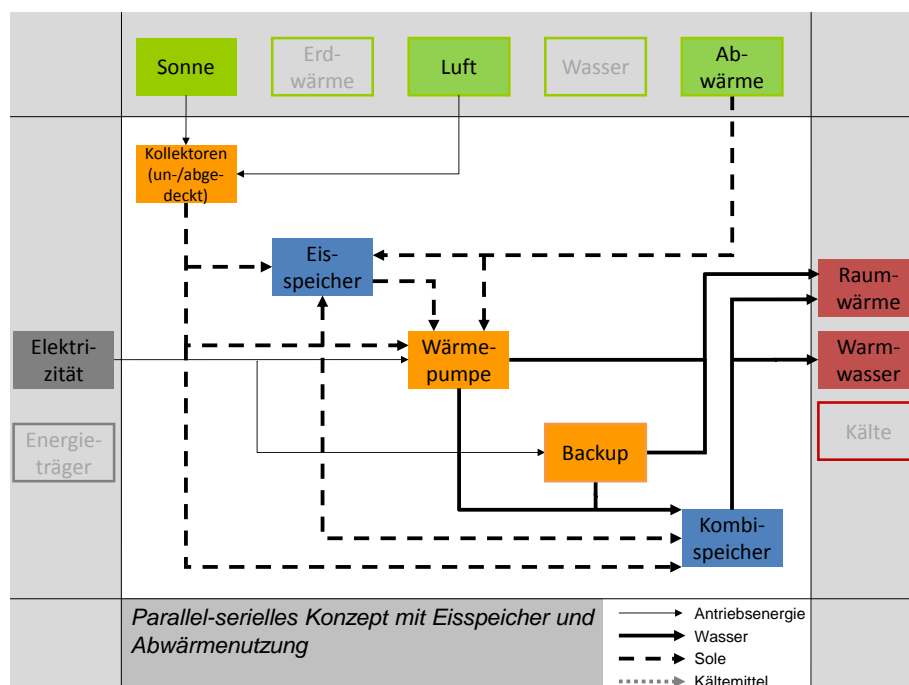 Sonne
Erd-
wärme
Luft
Wasser
Ab-
wärme
Kollektoren
(un-/abge-
deckt)
Eis-
speicher
Raum-
wärme
Elektri-
zität
Wärme-
pumpe
Warm-
wasser
Energie-
träger
Backup
Kälte
Kombi-
speicher
Parallel-serielles Konzept mit Eisspeicher und
Abwärmenutzung
Antriebsenergie
Wasser
Sole
Kältemittel